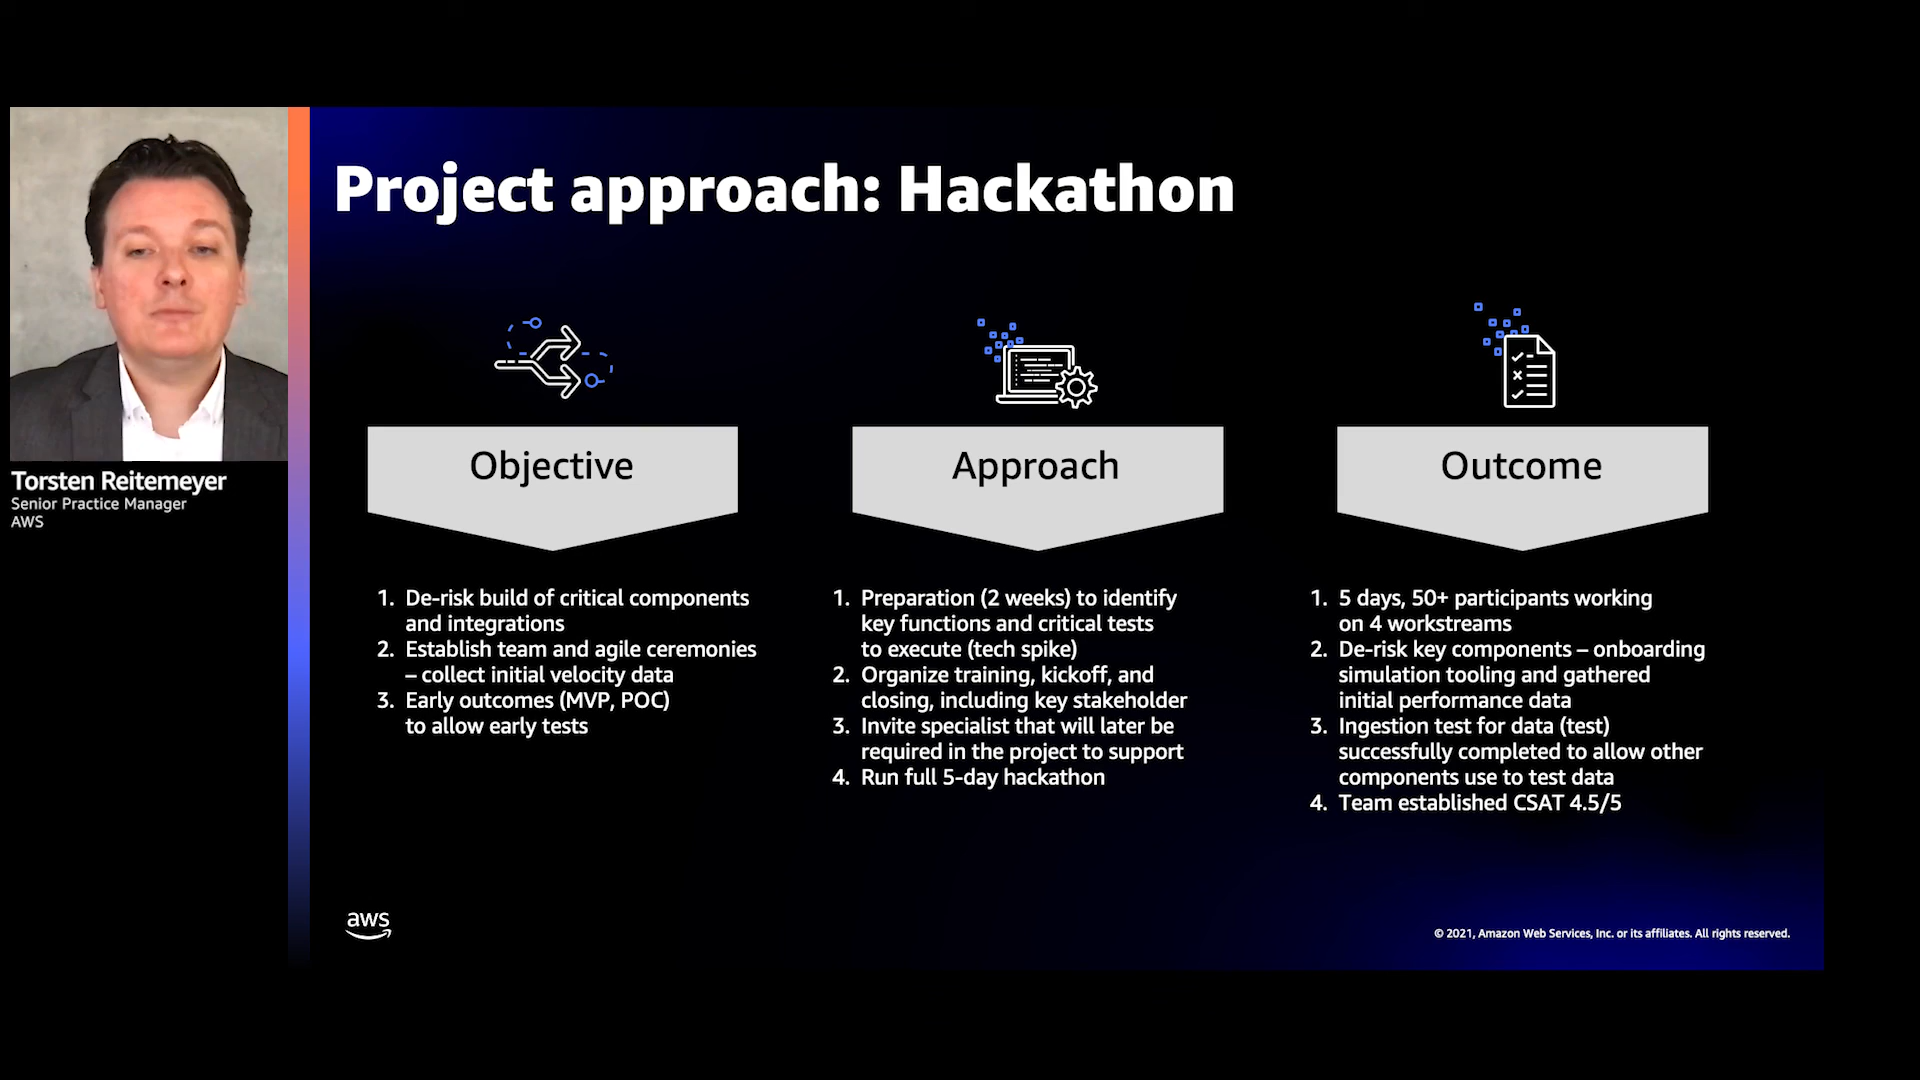 Project approach: Hackathon
Torsten Reitemeyer
Senior Practice Manager
AWS
Objective
1. De-risk build of critical components
and integrations
2. Establish team and agile ceremonies
– collect initial velocity data
3. Early outcomes (MVP, POC)
to allow early tests
Approach
1. Preparation (2 weeks) to identify
key functions and critical tests
to execute (tech spike)
2. Organize training, kickoff, and
closing, including key stakeholder
3. Invite specialist that will later be
required in the project to support
4. Run full 5-day hackathon
Outcome
1. 5 days, 50+ participants working
on 4 workstreams
2. De-risk key components – onboarding
simulation tooling and gathered
initial performance data
3. Ingestion test for data (test)
successfully completed to allow other
components use to test data
4. Team established CSAT 4.5/5
aws
© 2021, Amazon Web Services, Inc. or its affiliates. All rights reserved.